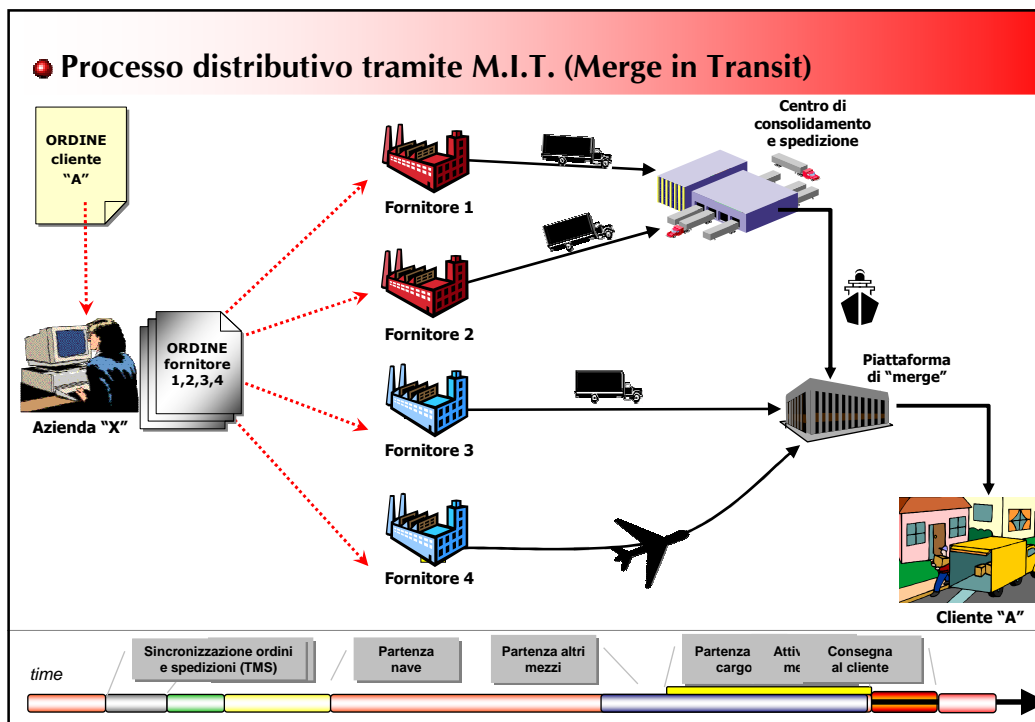 Processo distributivo tramite M.I.T. (Merge in Transit)
ORDINE
cliente
“A”
Centro di
consolidamento
e spedizione
Fornitore 1
Fornitore 2
ORDINE
fornitore
1,2,3,4
Azienda “X”
Piattaforma
di “merge”
Fornitore 3
Fornitore 4
Cliente “A”
time
Sincronizzazione ordini
e spedizioni (TMS)
Partenza
nave
Partenza altri
mezzi
Partenza
cargo
Consegna
al cliente